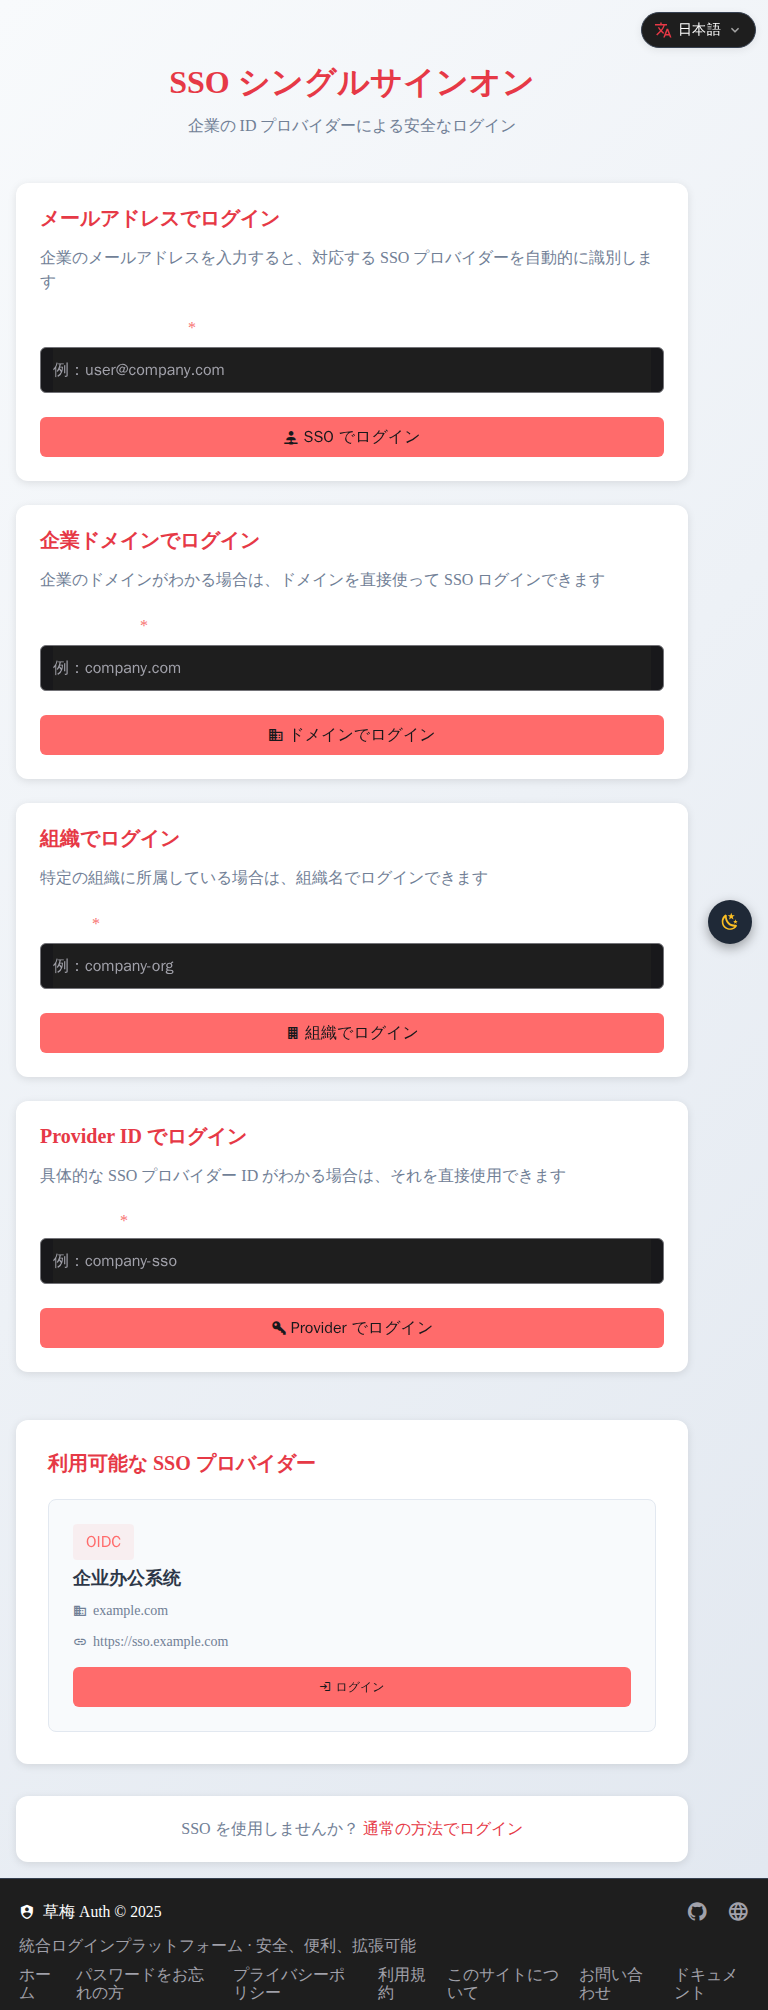 日本語
SSO シングルサインオン
企業の ID プロバイダーによる安全なログイン
メールアドレスでログイン
企業のメールアドレスを入力すると、対応する SSO プロバイダーを自動的に識別しま
す
*
例：user@company.com
SSO でログイン
企業ドメインでログイン
企業のドメインがわかる場合は、ドメインを直接使って SSO ログインできます
*
例：company.com
ドメインでログイン
組織でログイン
特定の組織に所属している場合は、組織名でログインできます
*
例：company-org
組織でログイン
Provider ID でログイン
具体的な SSO プロバイダー ID がわかる場合は、それを直接使用できます
*
例：company-sso
Provider でログイン
利用可能な SSO プロバイダー
OIDC
企业办公系统
example.com
https://sso.example.com
ログイン
SSO を使用しませんか？ 通常の方法でログイン
草梅 Auth © 2025
統合ログインプラットフォーム · 安全、便利、拡張可能
ホー
ム
パスワードをお忘
れの方
プライバシーポ
リシー
利用規
約
このサイトにつ
いて
お問い合
わせ
ドキュメ
ント